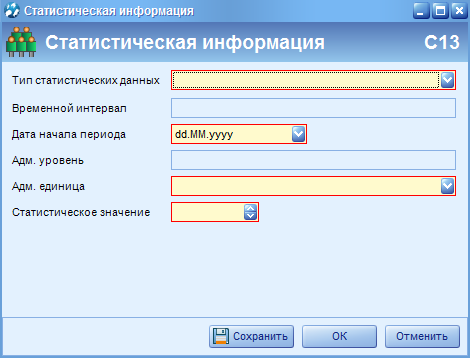 Статистическая информация
Статистическая информация C13
Тип статистических данных
Временной интервал
Дата начала периода dd.MM.yyyy
Адм. уровень
Адм. единица
Статистическое значение
Сохранить OK Отменить